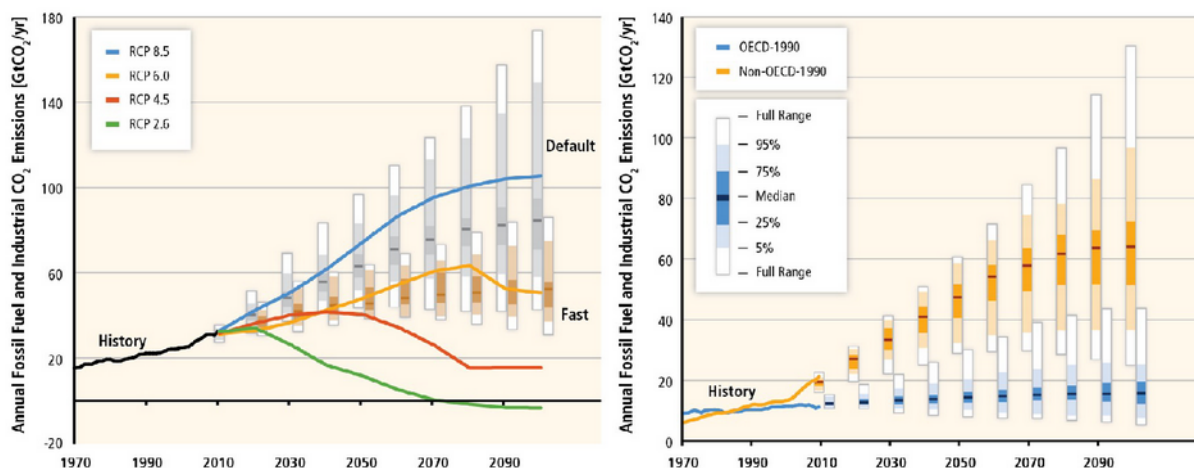 Annual Fossil Fuel and Industrial CO₂ Emissions [GtCO₂/yr]
180
140
100
60
20
-20
RCP 8.5
RCP 6.0
RCP 4.5
RCP 2.6
Default
Fast
History
1970
1990
2010
2030
2050
2070
2090
Annual Fossil Fuel and Industrial CO₂ Emissions [GtCO₂/yr]
140
120
100
80
60
40
20
0
OECD-1990
Non-OECD-1990
Full Range
95%
75%
Median
25%
5%
Full Range
History
1970
1990
2010
2030
2050
2070
2090